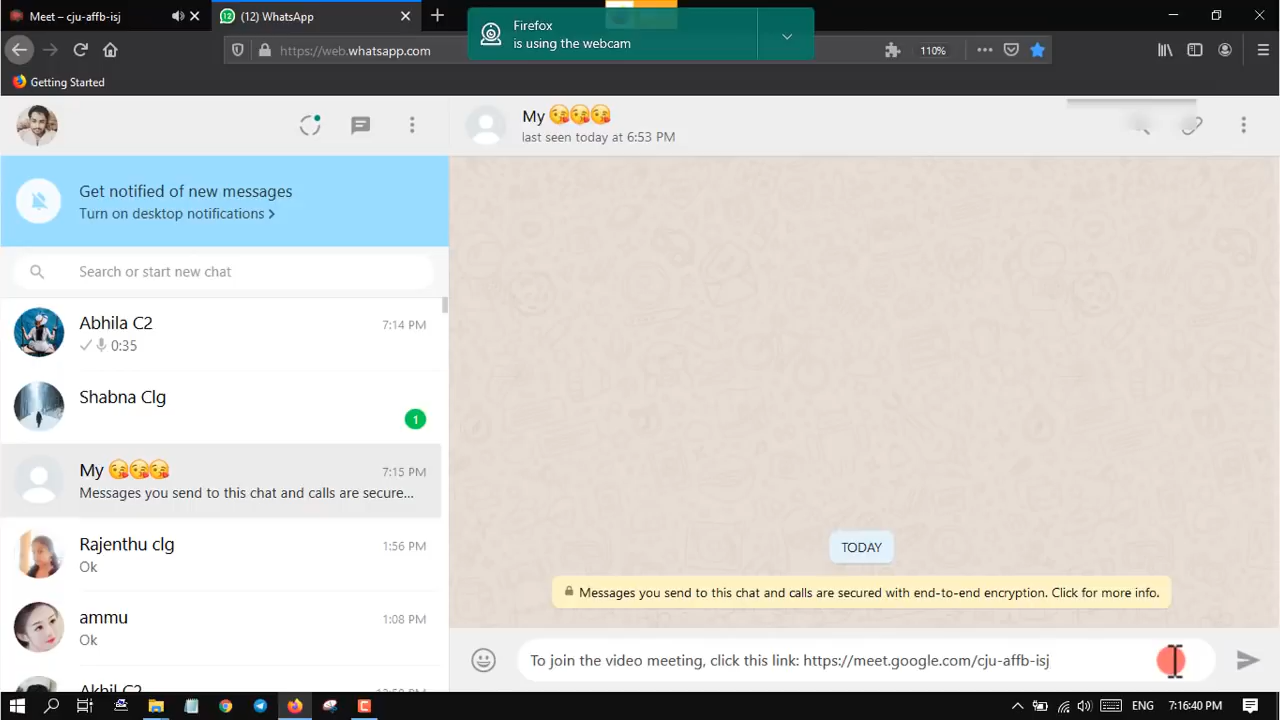 Meet – cju-affb-isj
(12) WhatsApp
Firefox
is using the webcam
https://web.whatsapp.com
110%
Getting Started
My 😘😘😘
last seen today at 6:53 PM
Get notified of new messages
Turn on desktop notifications >
Search or start new chat
Abhila C2
7:14 PM
0:35
Shabna Clg
1
My 😘😘😘
7:15 PM
Messages you send to this chat and calls are secure...
Rajenthu clg
1:56 PM
Ok
ammu
1:08 PM
Ok
Akhil C2
TODAY
Messages you send to this chat and calls are secured with end-to-end encryption. Click for more info.
To join the video meeting, click this link: https://meet.google.com/cju-affb-isj
ENG
7:16:40 PM